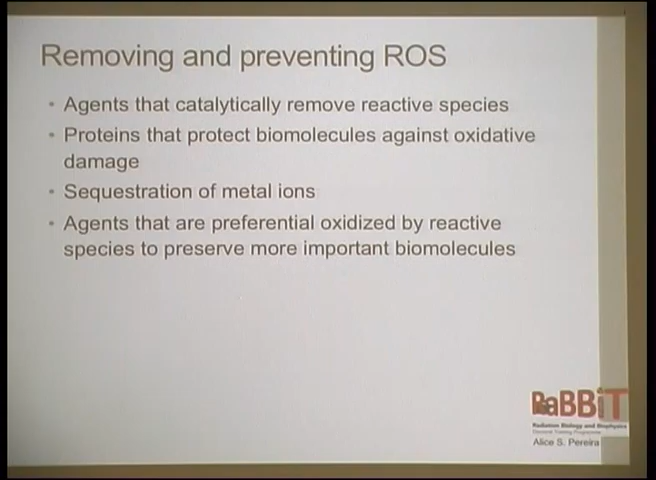 Removing and preventing ROS
• Agents that catalytically remove reactive species
• Proteins that protect biomolecules against oxidative
damage
• Sequestration of metal ions
• Agents that are preferential oxidized by reactive
species to preserve more important biomolecules
RaBBiT
Radiation Biology and Biophysics
Doctoral Training Programme
Alice S. Pereira